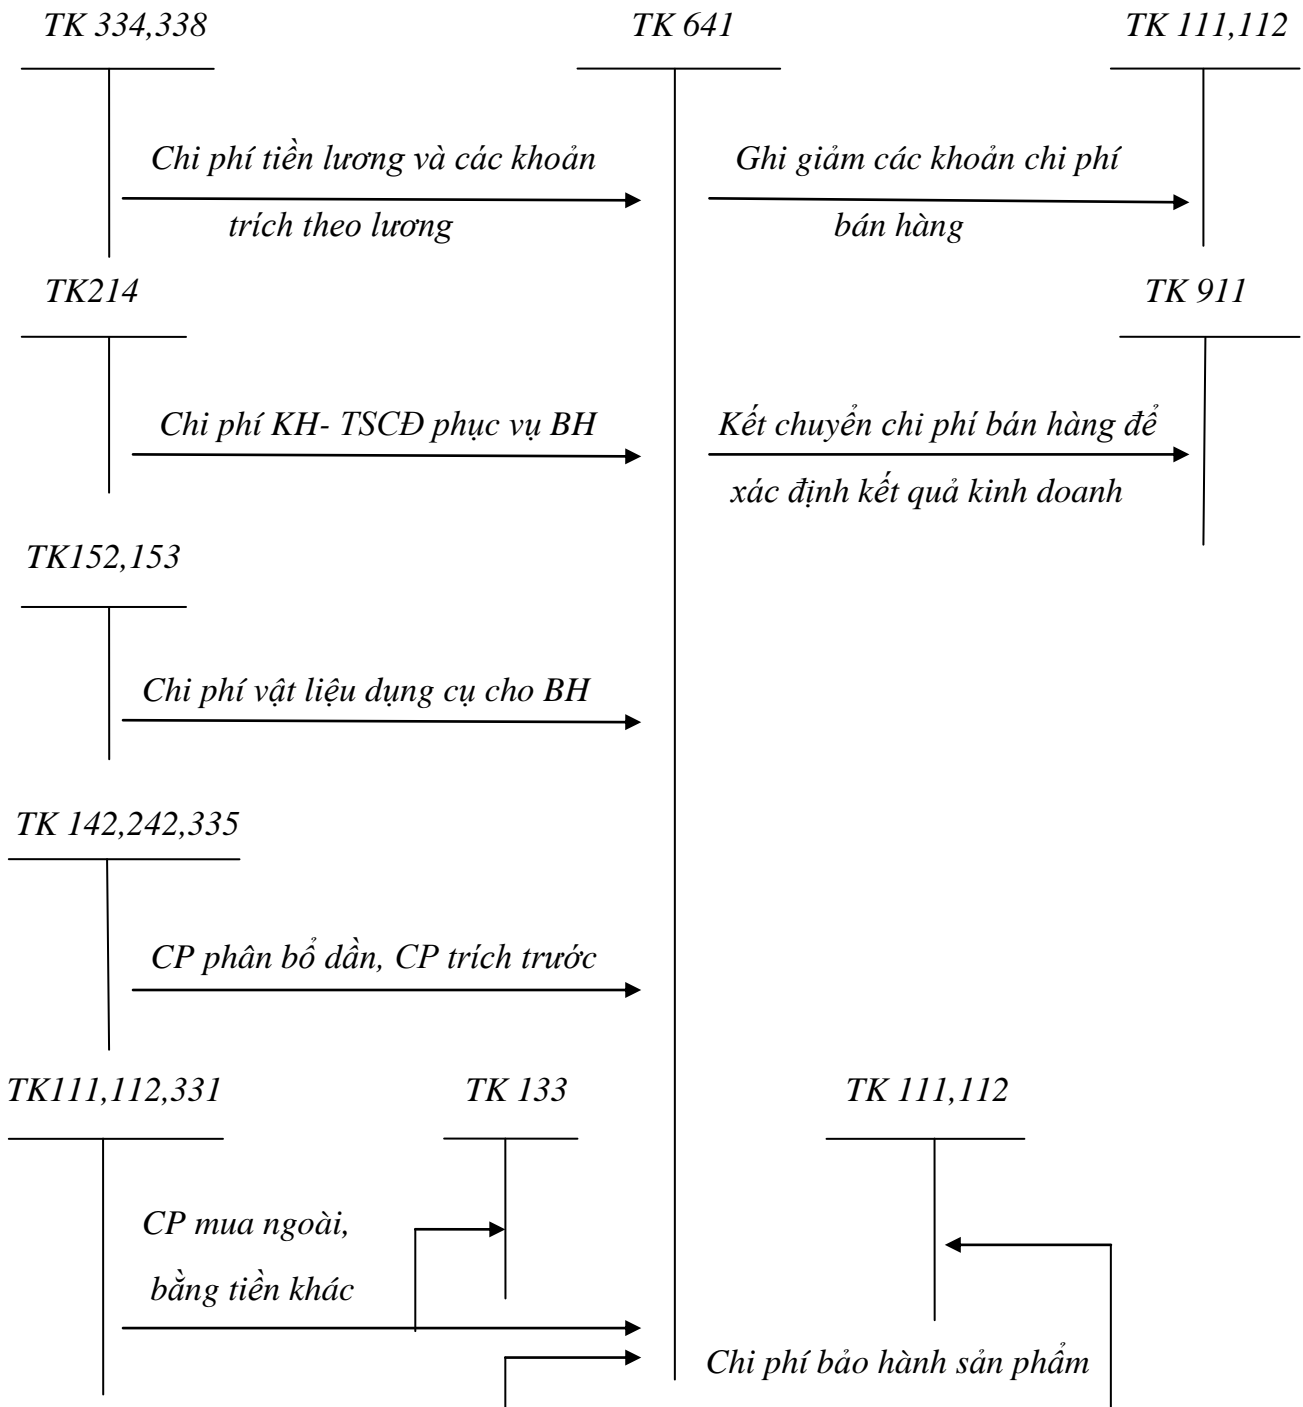 TK 334,338
TK 641
TK 111,112
Chi phí tiền lương và các khoản
trích theo lương
Ghi giảm các khoản chi phí
bán hàng
TK214
TK 911
Chi phí KH- TSCĐ phục vụ BH
Kết chuyển chi phí bán hàng để
xác định kết quả kinh doanh
TK152,153
Chi phí vật liệu dụng cụ cho BH
TK 142,242,335
CP phân bổ dần, CP trích trước
TK111,112,331
TK 133
TK 111,112
CP mua ngoài,
bằng tiền khác
Chi phí bảo hành sản phẩm